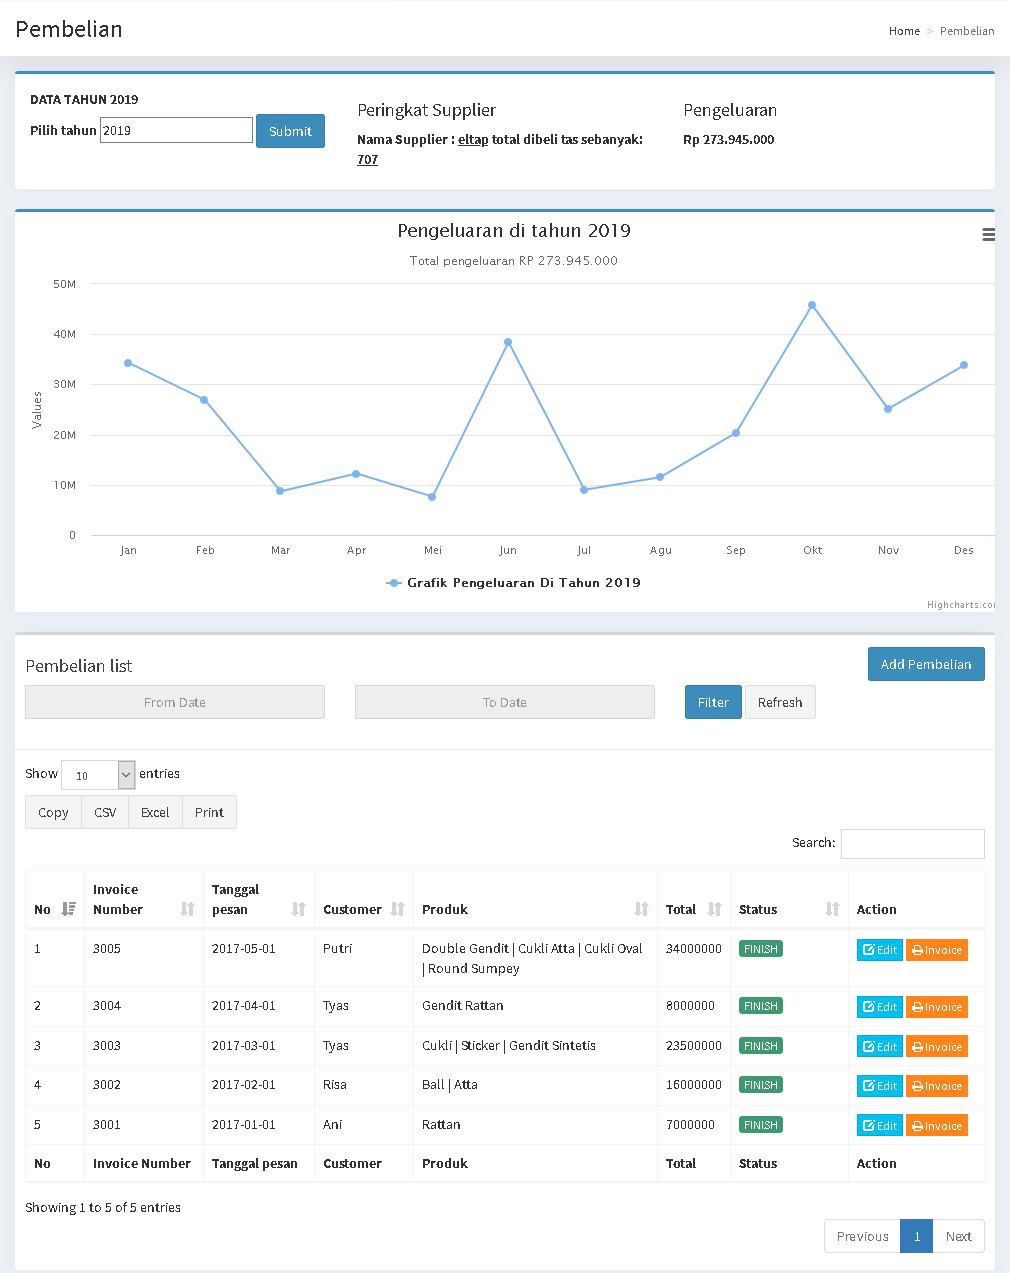 Pembelian
Home > Pembelian
DATA TAHUN 2019
Pilih tahun 2019 Submit
Peringkat Supplier
Nama Supplier : eltap total dibeli tas sebanyak:
707
Pengeluaran
Rp 273.945.000
Pengeluaran di tahun 2019
Total pengeluaran RP 273.945.000
Values
50M
40M
30M
20M
10M
0
Jan Feb Mar Apr Mei Jun Jul Agu Sep Okt Nov Des
Grafik Pengeluaran Di Tahun 2019
Highcharts.co
Pembelian list
Add Pembelian
From Date To Date Filter Refresh
Show 10 entries
Copy CSV Excel Print
Search:
No Invoice Number Tanggal pesan Customer Produk Total Status Action
1 3005 2017-05-01 Putri Double Gendit | Cukli Atta | Cukli Oval | Round Sumpey 34000000 FINISH Edit Invoice
2 3004 2017-04-01 Tyas Gendit Rattan 8000000 FINISH Edit Invoice
3 3003 2017-03-01 Tyas Cukli | Sticker | Gendit Sintetis 23500000 FINISH Edit Invoice
4 3002 2017-02-01 Risa Ball | Atta 16000000 FINISH Edit Invoice
5 3001 2017-01-01 Ani Rattan 7000000 FINISH Edit Invoice
No Invoice Number Tanggal pesan Customer Produk Total Status Action
Showing 1 to 5 of 5 entries
Previous 1 Next